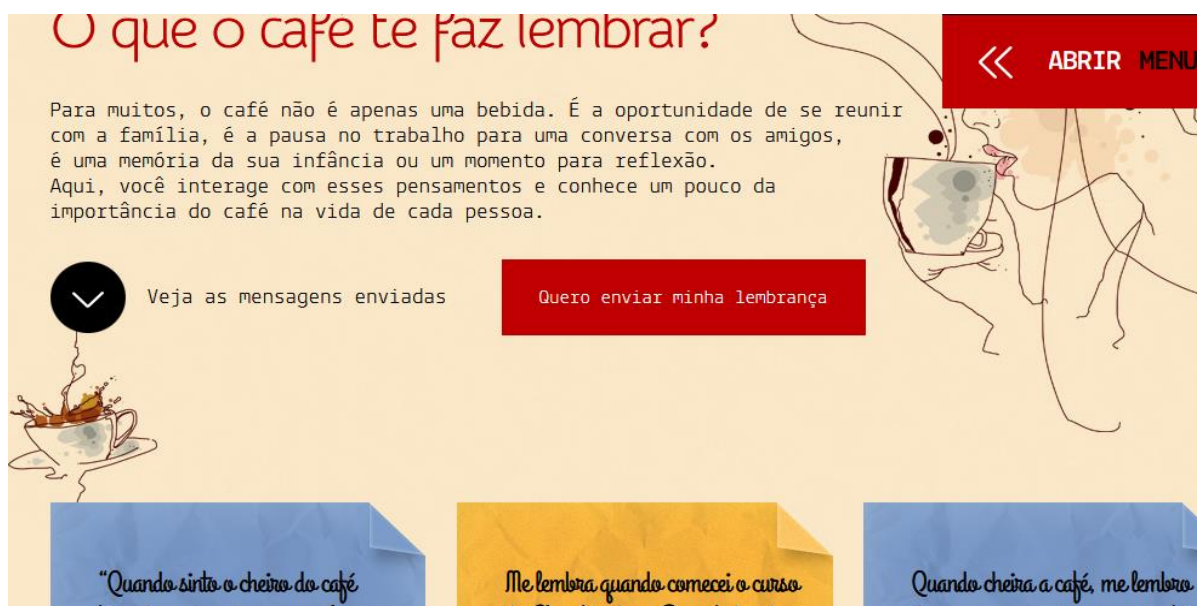 O que o café te faz lembrar?
ABRIR MENU
Para muitos, o café não é apenas uma bebida. É a oportunidade de se reunir
com a família, é a pausa no trabalho para uma conversa com os amigos,
é uma memória da sua infância ou um momento para reflexão.
Aqui, você interage com esses pensamentos e conhece um pouco da
importância do café na vida de cada pessoa.
Veja as mensagens enviadas
Quero enviar minha lembrança
“Quando sinto o cheiro do café
Me lembra quando comecei o curso
Quando cheira a café, me lembro